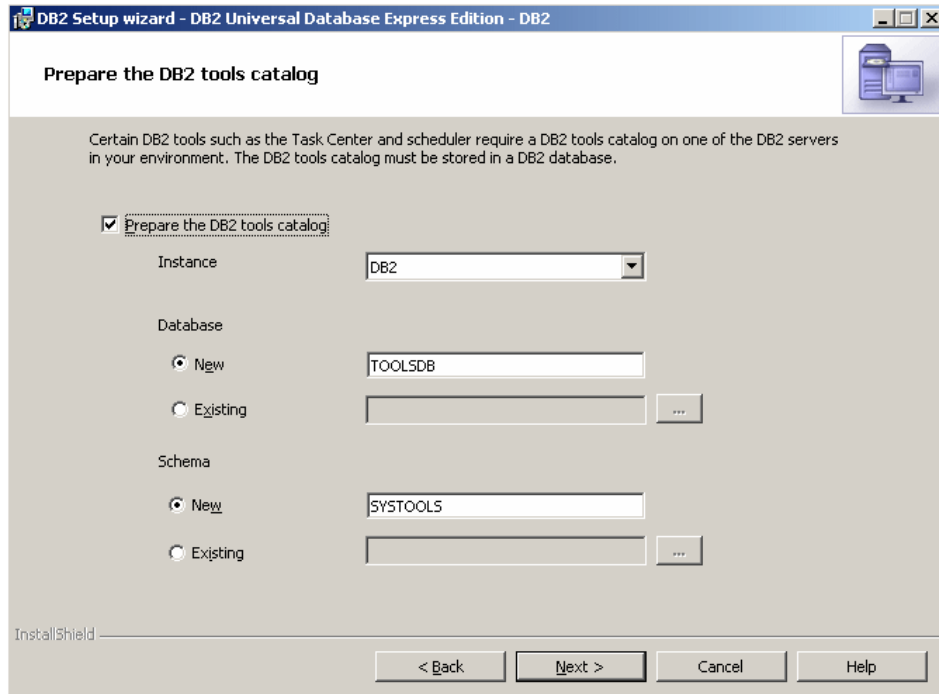 DB2 Setup wizard - DB2 Universal Database Express Edition - DB2
Prepare the DB2 tools catalog
Certain DB2 tools such as the Task Center and scheduler require a DB2 tools catalog on one of the DB2 servers
in your environment. The DB2 tools catalog must be stored in a DB2 database.
Prepare the DB2 tools catalog
Instance
DB2
Database
New
TOOLSDB
Existing
...
Schema
New
SYSTOOLS
Existing
...
InstallShield
< Back
Next >
Cancel
Help